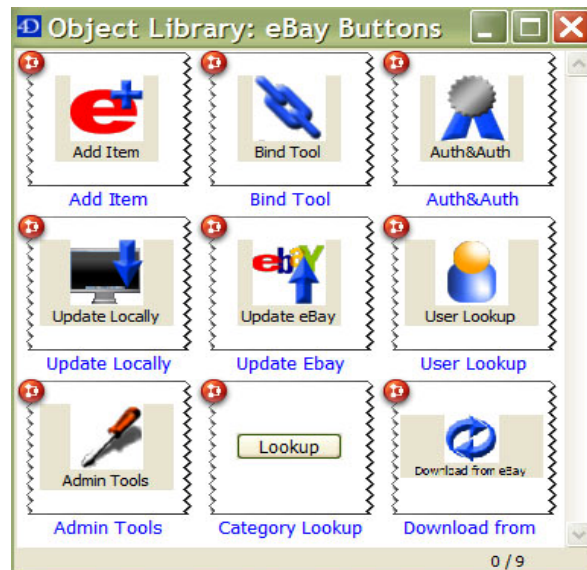 4D Object Library: eBay Buttons
Add Item
Bind Tool
Auth&Auth
Add Item
Bind Tool
Auth&Auth
ebaY
Update Locally
Update eBay
User Lookup
Update Locally
Update Ebay
User Lookup
Admin Tools
Lookup
Download from eBay
Admin Tools
Category Lookup
Download from
0 / 9